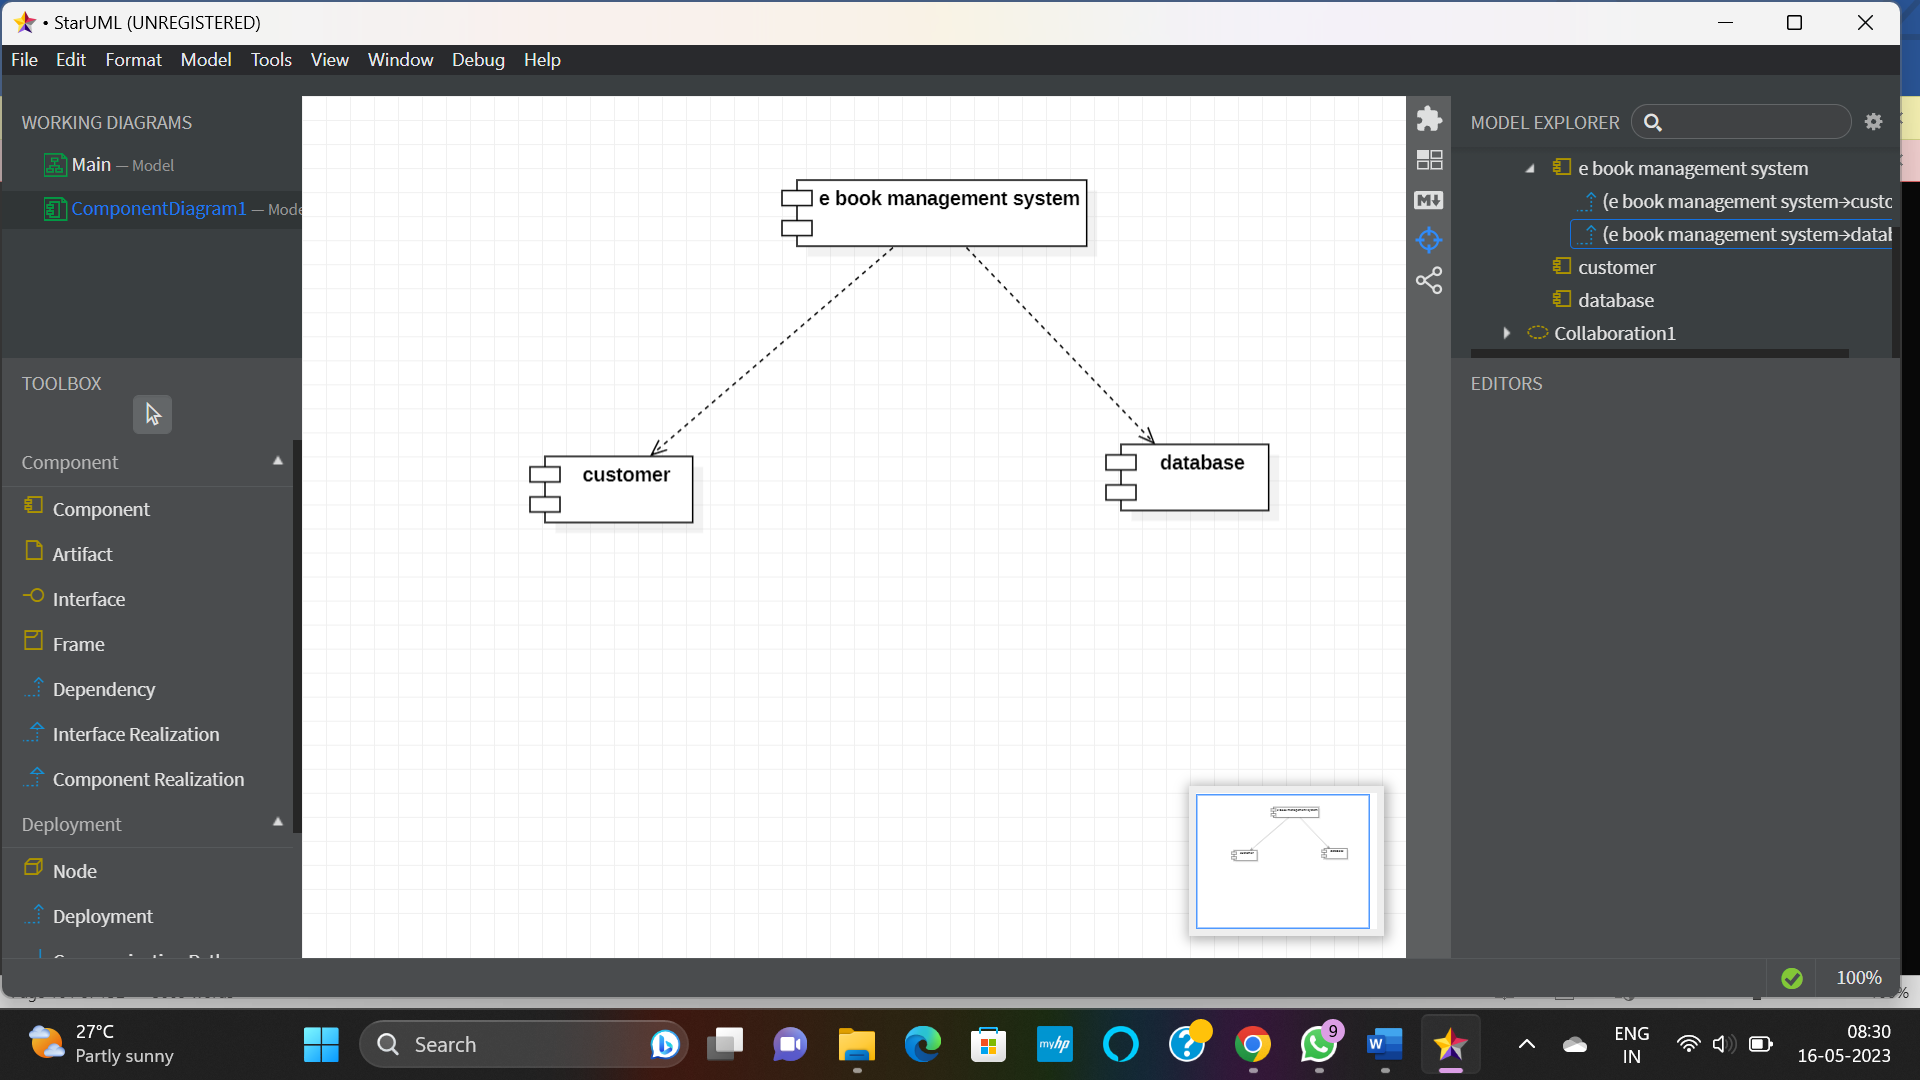 • StarUML (UNREGISTERED)
File Edit Format Model Tools View Window Debug Help
WORKING DIAGRAMS
Main — Model
ComponentDiagram1 — Mode
TOOLBOX
Component
Component
Artifact
Interface
Frame
Dependency
Interface Realization
Component Realization
Deployment
Node
Deployment
e book management system
customer
database
MODEL EXPLORER
e book management system
(e book management system→custo
(e book management system→datab
customer
database
Collaboration1
EDITORS
100%
27°C
Partly sunny
Search
myhp
9
W
ENG
IN
08:30
16-05-2023